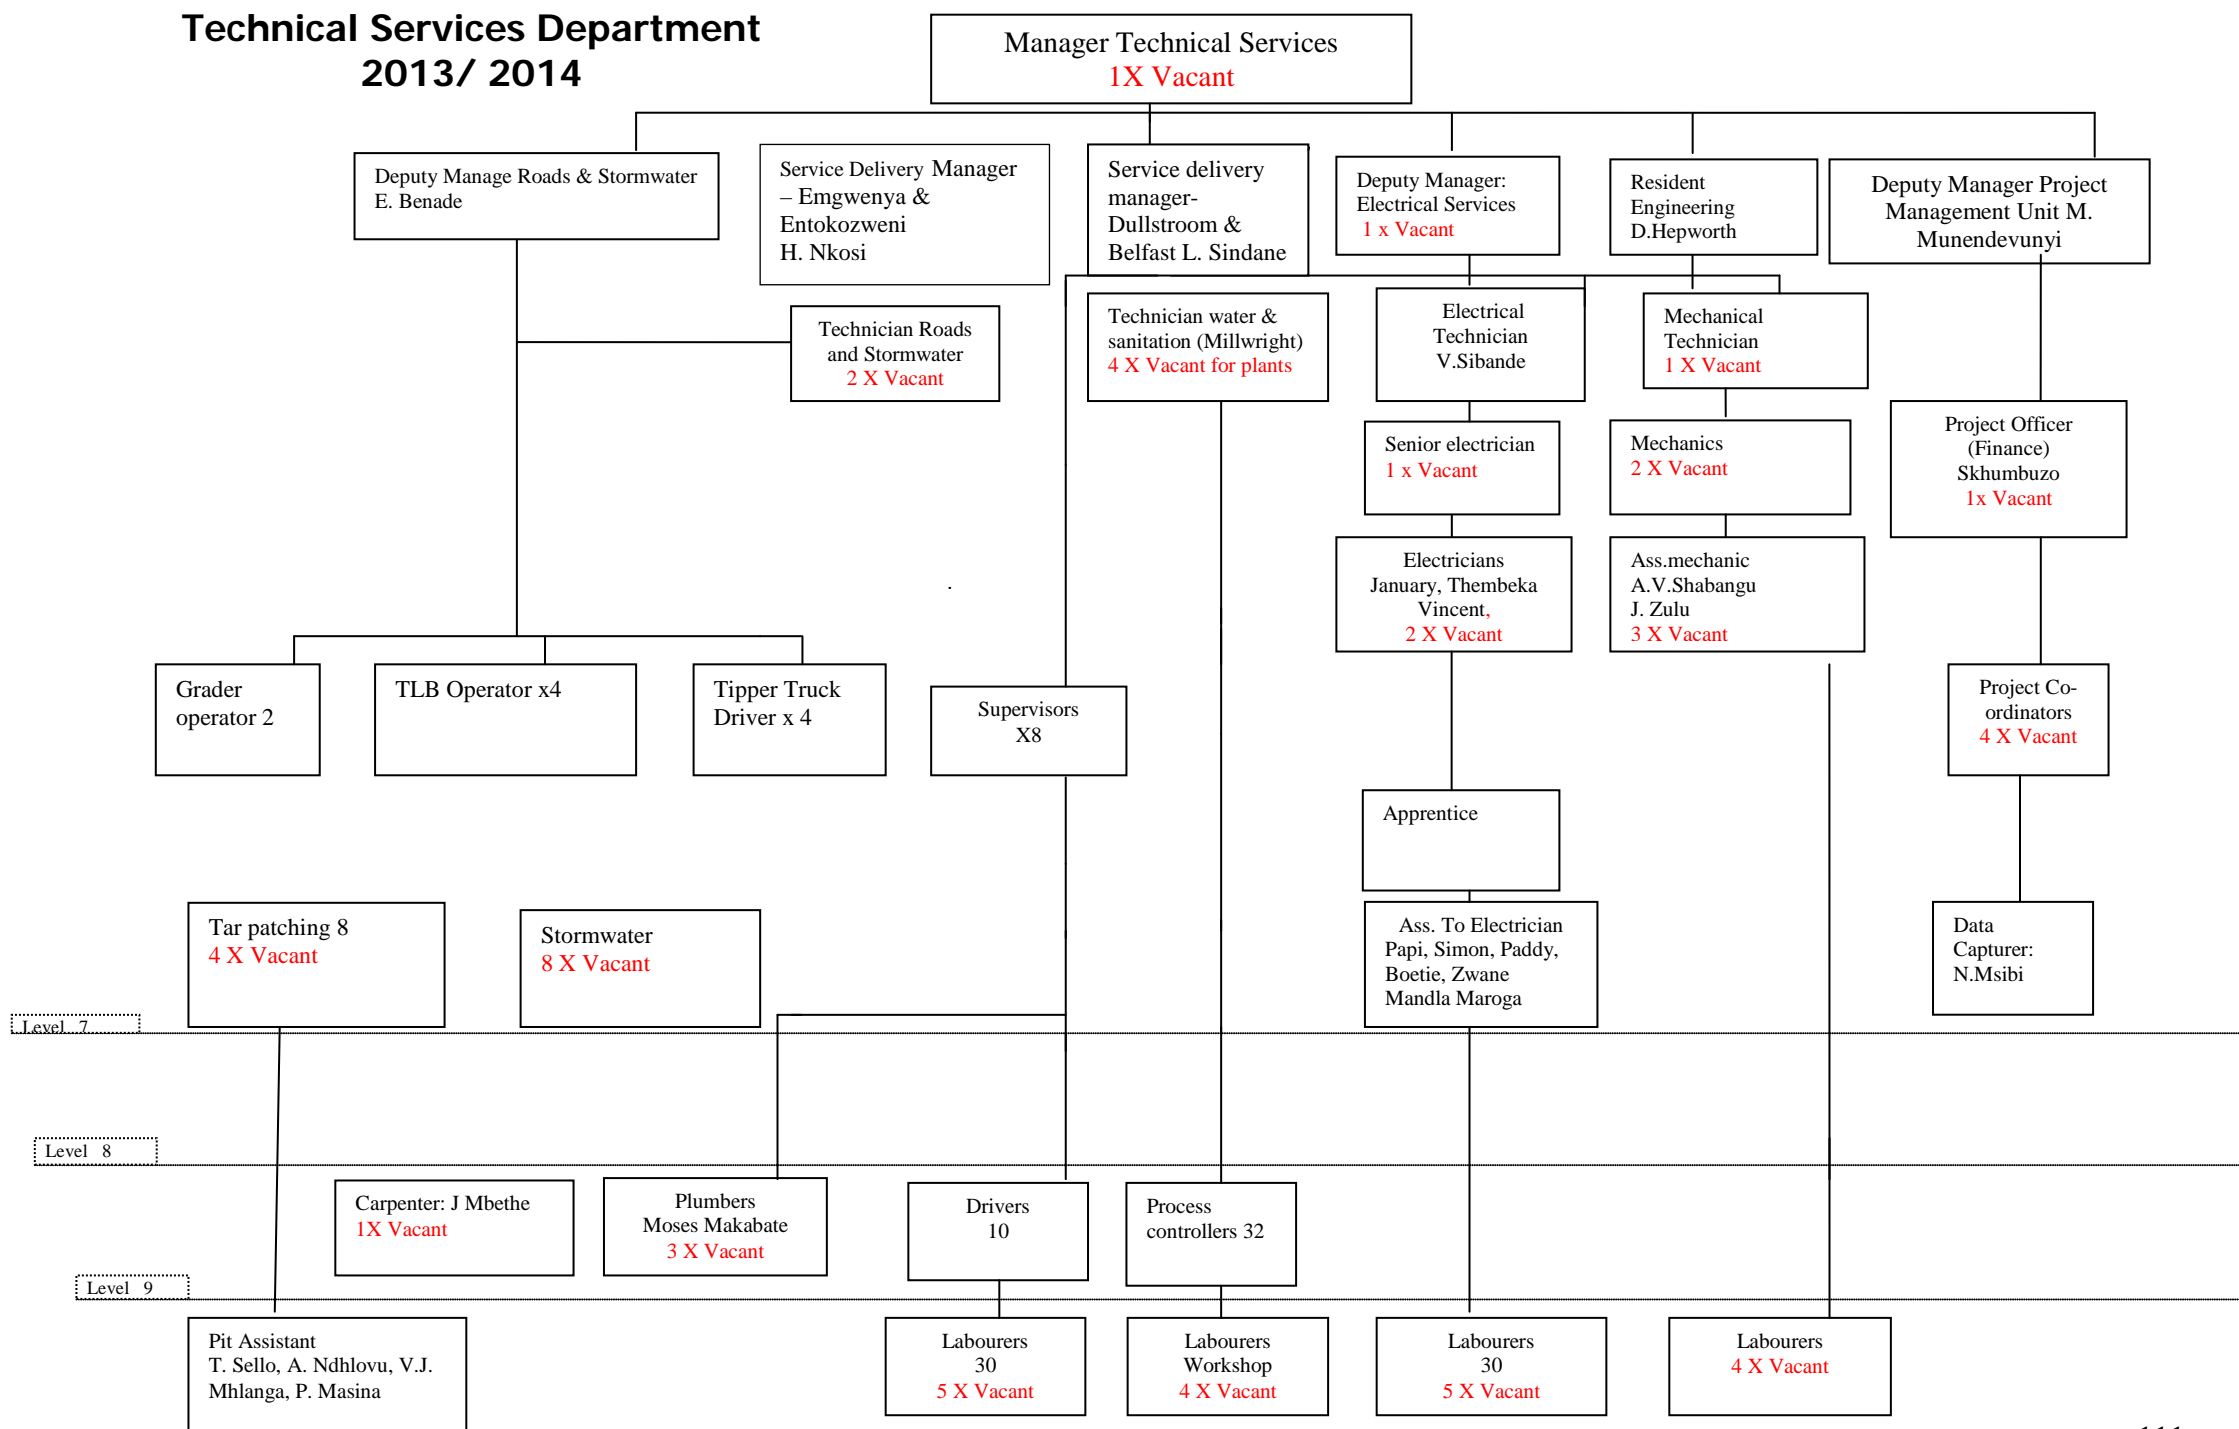 Technical Services Department
2013/ 2014
Manager Technical Services
1X Vacant
Deputy Manage Roads & Stormwater
E. Benade
Service Delivery Manager
– Emgwenya &
Entokozweni
H. Nkosi
Service delivery
manager-
Dullstroom &
Belfast L. Sindane
Deputy Manager:
Electrical Services
1 x Vacant
Resident
Engineering
D.Hepworth
Deputy Manager Project
Management Unit M.
Munendevunyi
Technician Roads
and Stormwater
2 X Vacant
Technician water &
sanitation (Millwright)
4 X Vacant for plants
Electrical
Technician
V.Sibande
Mechanical
Technician
1 X Vacant
Senior electrician
1 x Vacant
Mechanics
2 X Vacant
Project Officer
(Finance)
Skhumbuzo
1x Vacant
Electricians
January, Thembeka
Vincent,
2 X Vacant
Ass.mechanic
A.V.Shabangu
J. Zulu
3 X Vacant
.
Grader
operator 2
TLB Operator x4
Tipper Truck
Driver x 4
Supervisors
X8
Project Co-
ordinators
4 X Vacant
Apprentice
Tar patching 8
4 X Vacant
Stormwater
8 X Vacant
Ass. To Electrician
Papi, Simon, Paddy,
Boetie, Zwane
Mandla Maroga
Data
Capturer:
N.Msibi
Level 7
Level 8
Carpenter: J Mbethe
1X Vacant
Plumbers
Moses Makabate
3 X Vacant
Drivers
10
Process
controllers 32
Level 9
Pit Assistant
T. Sello, A. Ndhlovu, V.J.
Mhlanga, P. Masina
Labourers
30
5 X Vacant
Labourers
Workshop
4 X Vacant
Labourers
30
5 X Vacant
Labourers
4 X Vacant